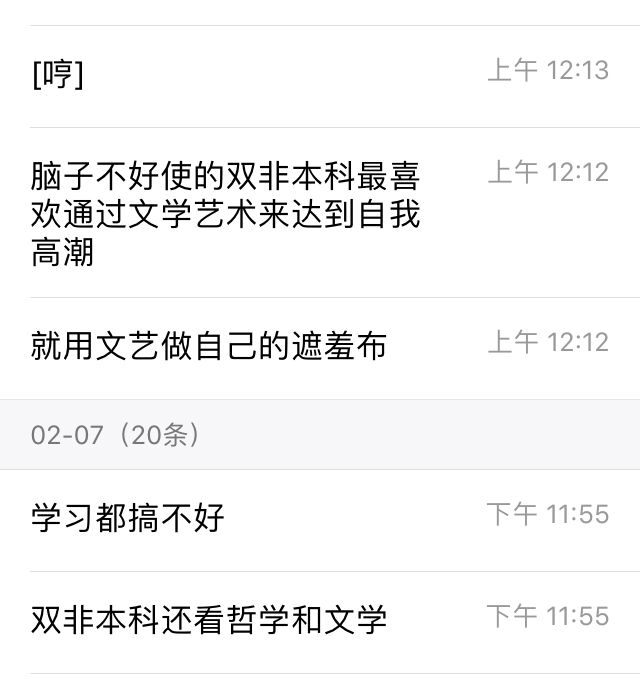 [哼]
上午 12:13
脑子不好使的双非本科最喜
上午 12:12
欢通过文学艺术来达到自我
高潮
就用文艺做自己的遮羞布
上午 12:12
02-07（20条）
学习都搞不好
下午 11:55
双非本科还看哲学和文学
下午 11:55